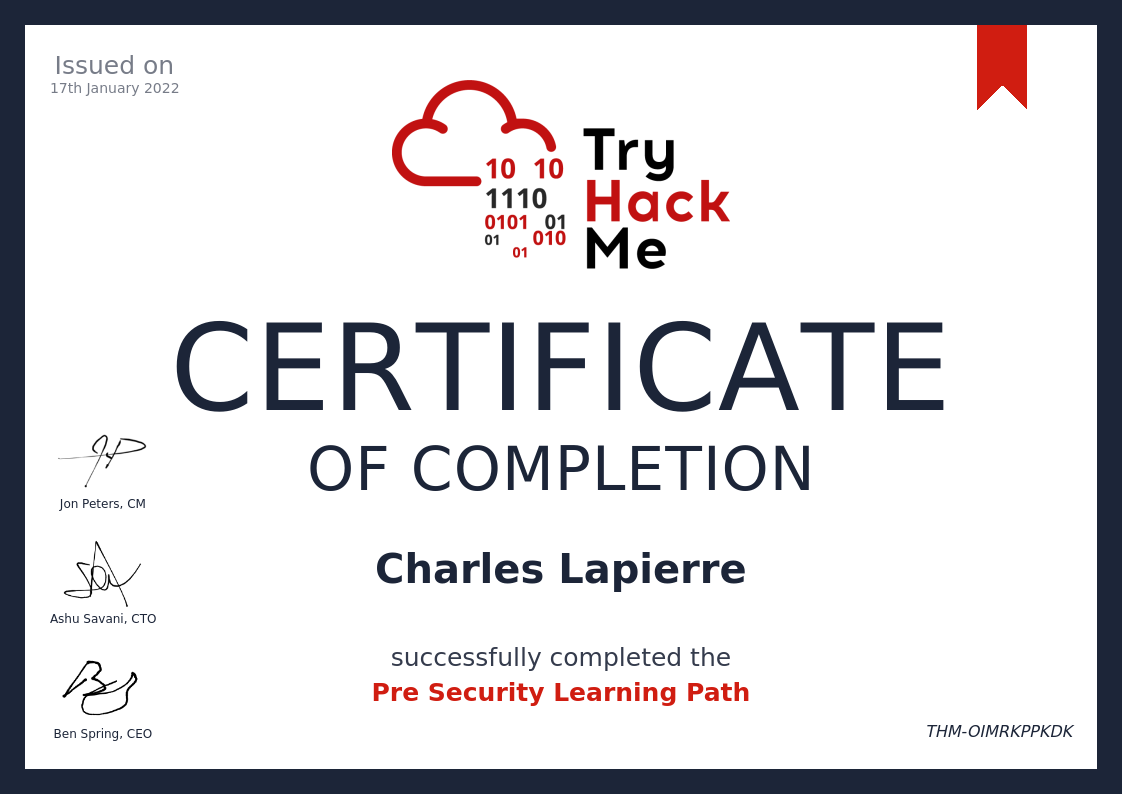 Issued on
17th January 2022
10 10
1110
0101 01
01 010
01
Try
Hack
Me
CERTIFICATE
OF COMPLETION
Jon Peters, CM
Charles Lapierre
Ashu Savani, CTO
successfully completed the
Pre Security Learning Path
Ben Spring, CEO
THM-OIMRKPPKDK